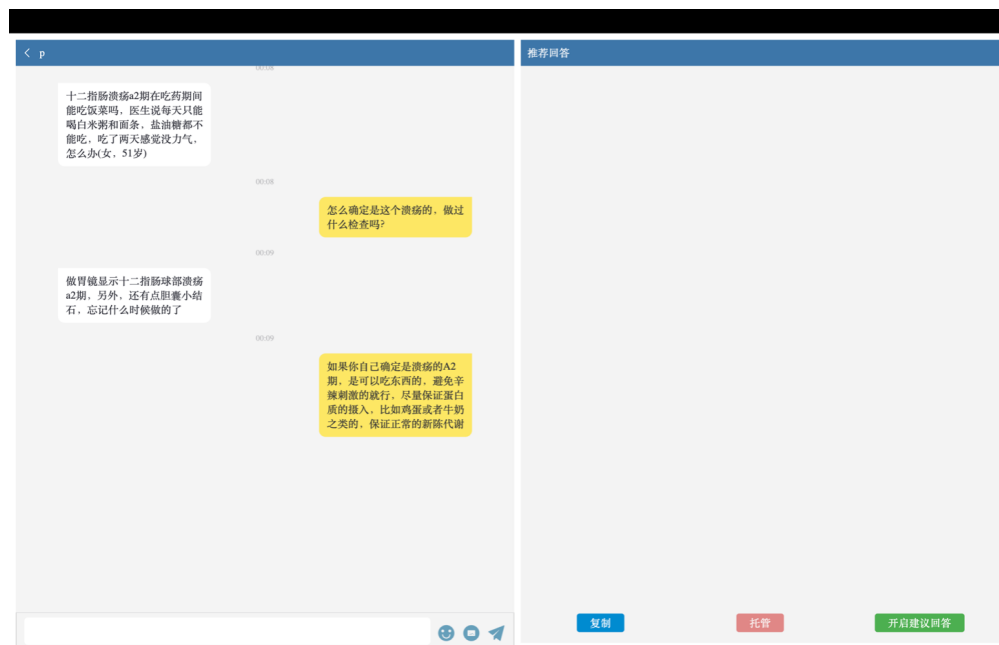 p
推荐回答
00:08
十二指肠溃疡a2期在吃药期间
能吃饭菜吗，医生说每天只能
喝白米粥和面条，盐油糖都不
能吃，吃了两天感觉没力气，
怎么办(女，51岁)
00:08
怎么确定是这个溃疡的，做过
什么检查吗?
00:09
做胃镜显示十二指肠球部溃疡
a2期，另外，还有点胆囊小结
石，忘记什么时候做的了
00:09
如果你自己确定是溃疡的A2
期，是可以吃东西的，避免辛
辣刺激的就行，尽量保证蛋白
质的摄入，比如鸡蛋或者牛奶
之类的，保证正常的新陈代谢
复制
托管
开启建议回答